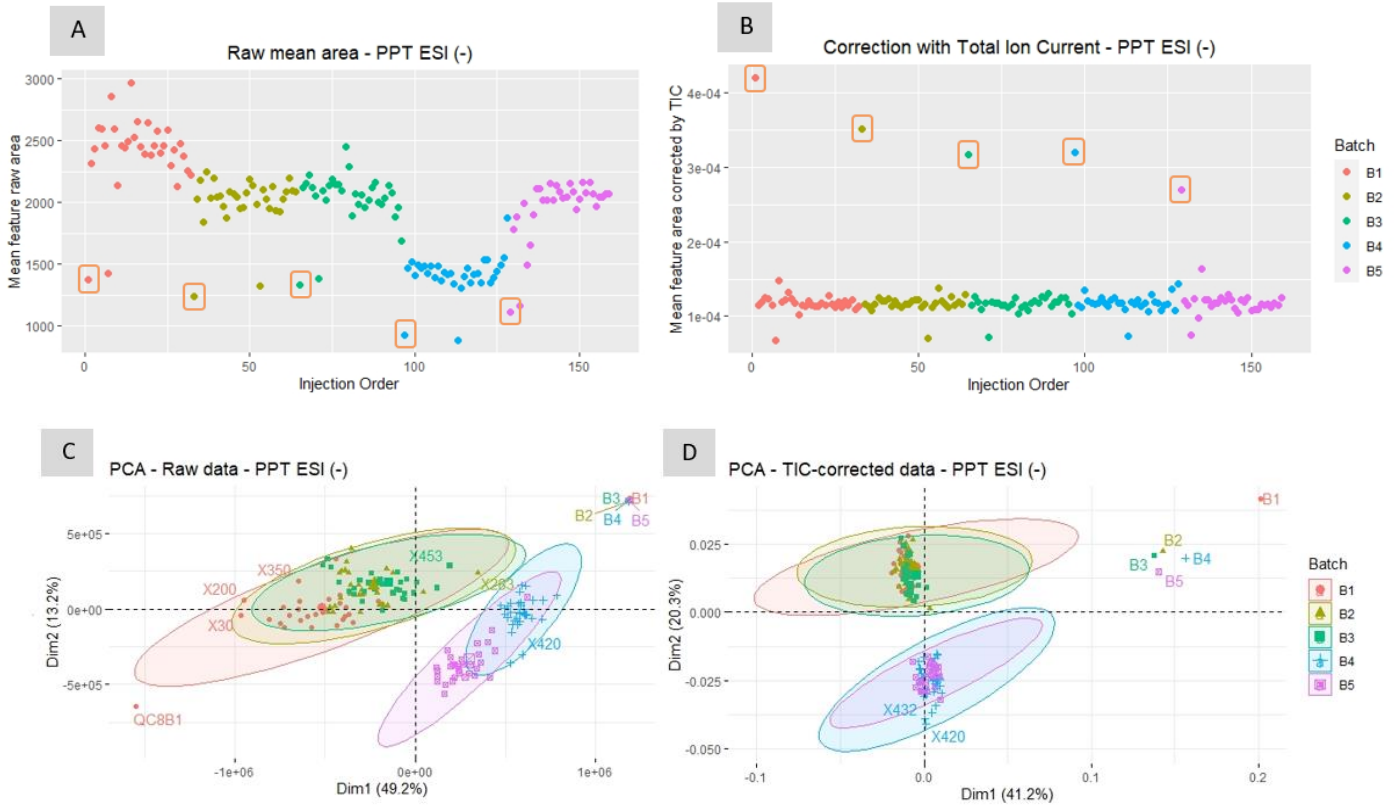 A
Raw mean area - PPT ESI (-)
Mean feature raw area
3000
2500
2000
1500
1000
0
50
100
150
Injection Order
B
Correction with Total Ion Current - PPT ESI (-)
Mean feature area corrected by TIC
4e-04
3e-04
2e-04
1e-04
0
50
100
150
Injection Order
Batch
B1
B2
B3
B4
B5
C
PCA - Raw data - PPT ESI (-)
Dim2 (13.2%)
5e+05
0e+00
-5e+05
B3
B1
B2
B4
B5
X453
X350
X200
X263
X30
X420
QC8B1
-1e+06
0e+00
1e+06
Dim1 (49.2%)
D
PCA - TIC-corrected data - PPT ESI (-)
Dim2 (20.3%)
0.025
0.000
-0.025
-0.050
B1
B2
B3
B4
B5
X432
X420
-0.1
0.0
0.1
0.2
Dim1 (41.2%)
Batch
B1
B2
B3
B4
B5